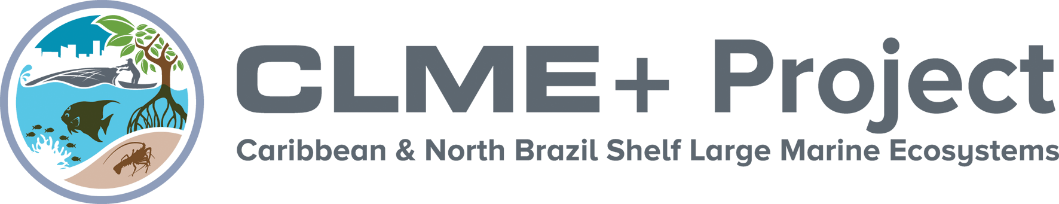 CLME+ Project
Caribbean & North Brazil Shelf Large Marine Ecosystems